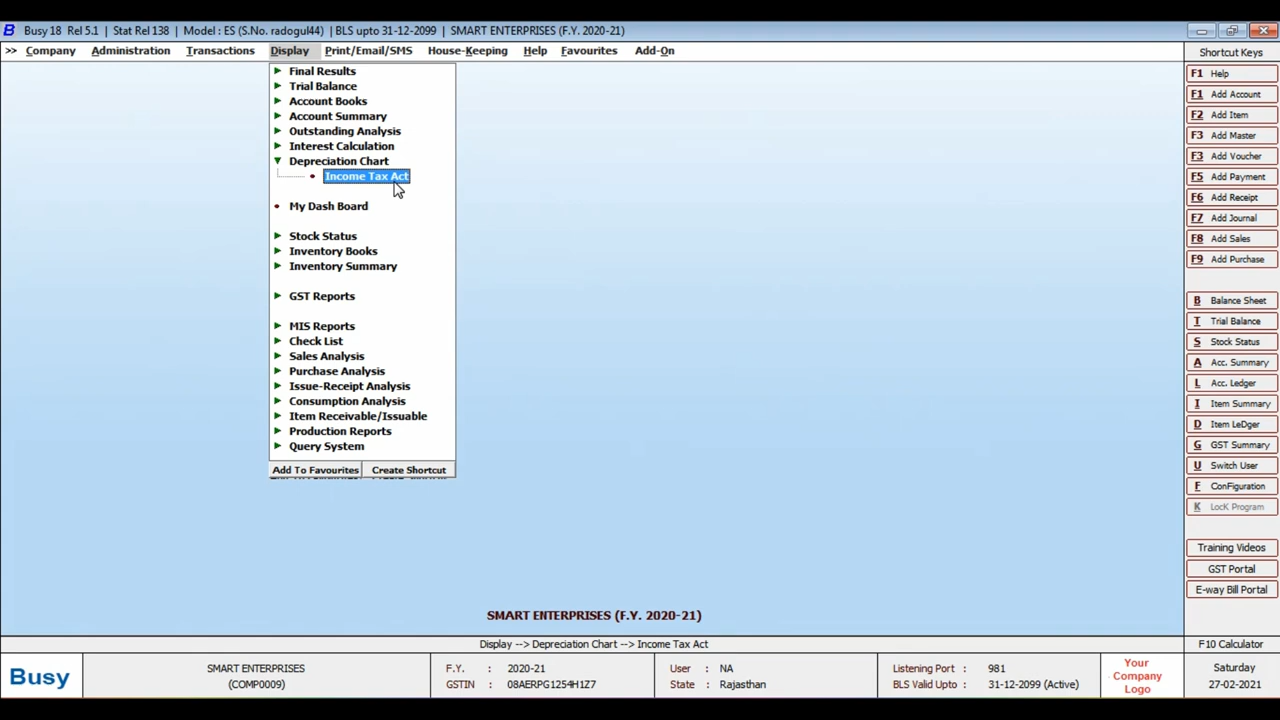 B Busy 18 Rel 5.1 | Stat Rel 138 | Model : ES (S.No. radogul44) | BLS upto 31-12-2099 | SMART ENTERPRISES (F.Y. 2020-21)
>> Company Administration Transactions Display Print/Email/SMS House-Keeping Help Favourites Add-On
Final Results
Trial Balance
Account Books
Account Summary
Outstanding Analysis
Interest Calculation
Depreciation Chart
Income Tax Act
My Dash Board
Stock Status
Inventory Books
Inventory Summary
GST Reports
MIS Reports
Check List
Sales Analysis
Purchase Analysis
Issue-Receipt Analysis
Consumption Analysis
Item Receivable/Issuable
Production Reports
Query System
Add To Favourites Create Shortcut
Shortcut Keys
F1 Help
F1 Add Account
F2 Add Item
F3 Add Master
F3 Add Voucher
F5 Add Payment
F6 Add Receipt
F7 Add Journal
F8 Add Sales
F9 Add Purchase
B Balance Sheet
T Trial Balance
S Stock Status
A Acc. Summary
L Acc. Ledger
I Item Summary
D Item LeDger
G GST Summary
U Switch User
F ConFiguration
K LocK Program
Training Videos
GST Portal
E-way Bill Portal
SMART ENTERPRISES (F.Y. 2020-21)
Display --> Depreciation Chart --> Income Tax Act
F10 Calculator
Busy
SMART ENTERPRISES
(COMP0009)
F.Y. : 2020-21
GSTIN : 08AERPG1254H1Z7
User : NA
State : Rajasthan
Listening Port : 981
BLS Valid Upto : 31-12-2099 (Active)
Your
Company
Logo
Saturday
27-02-2021